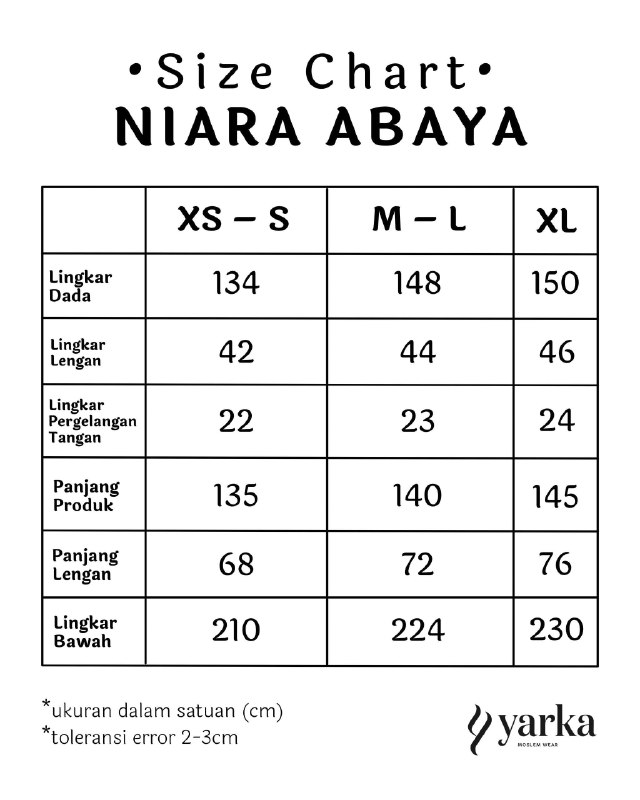 •Size Chart•
NIARA ABAYA
XS – S M – L XL
Lingkar Dada 134 148 150
Lingkar Lengan 42 44 46
Lingkar Pergelangan Tangan 22 23 24
Panjang Produk 135 140 145
Panjang Lengan 68 72 76
Lingkar Bawah 210 224 230
*ukuran dalam satuan (cm)
*toleransi error 2-3cm
yarka
MOSLEM WEAR